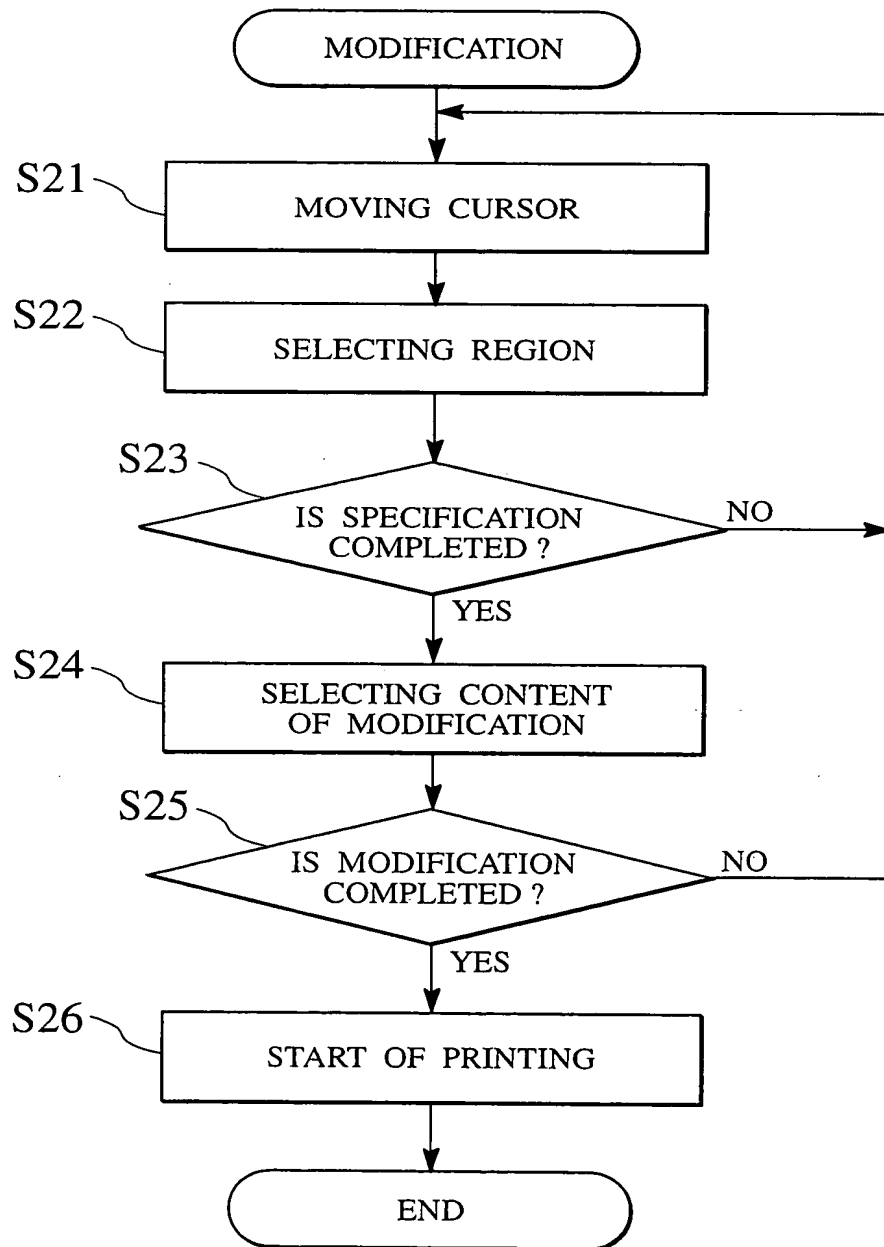 MODIFICATION
S21
MOVING CURSOR
S22
SELECTING REGION
S23
IS SPECIFICATION
COMPLETED ?
NO
YES
S24
SELECTING CONTENT
OF MODIFICATION
S25
IS MODIFICATION
COMPLETED ?
NO
YES
S26
START OF PRINTING
END